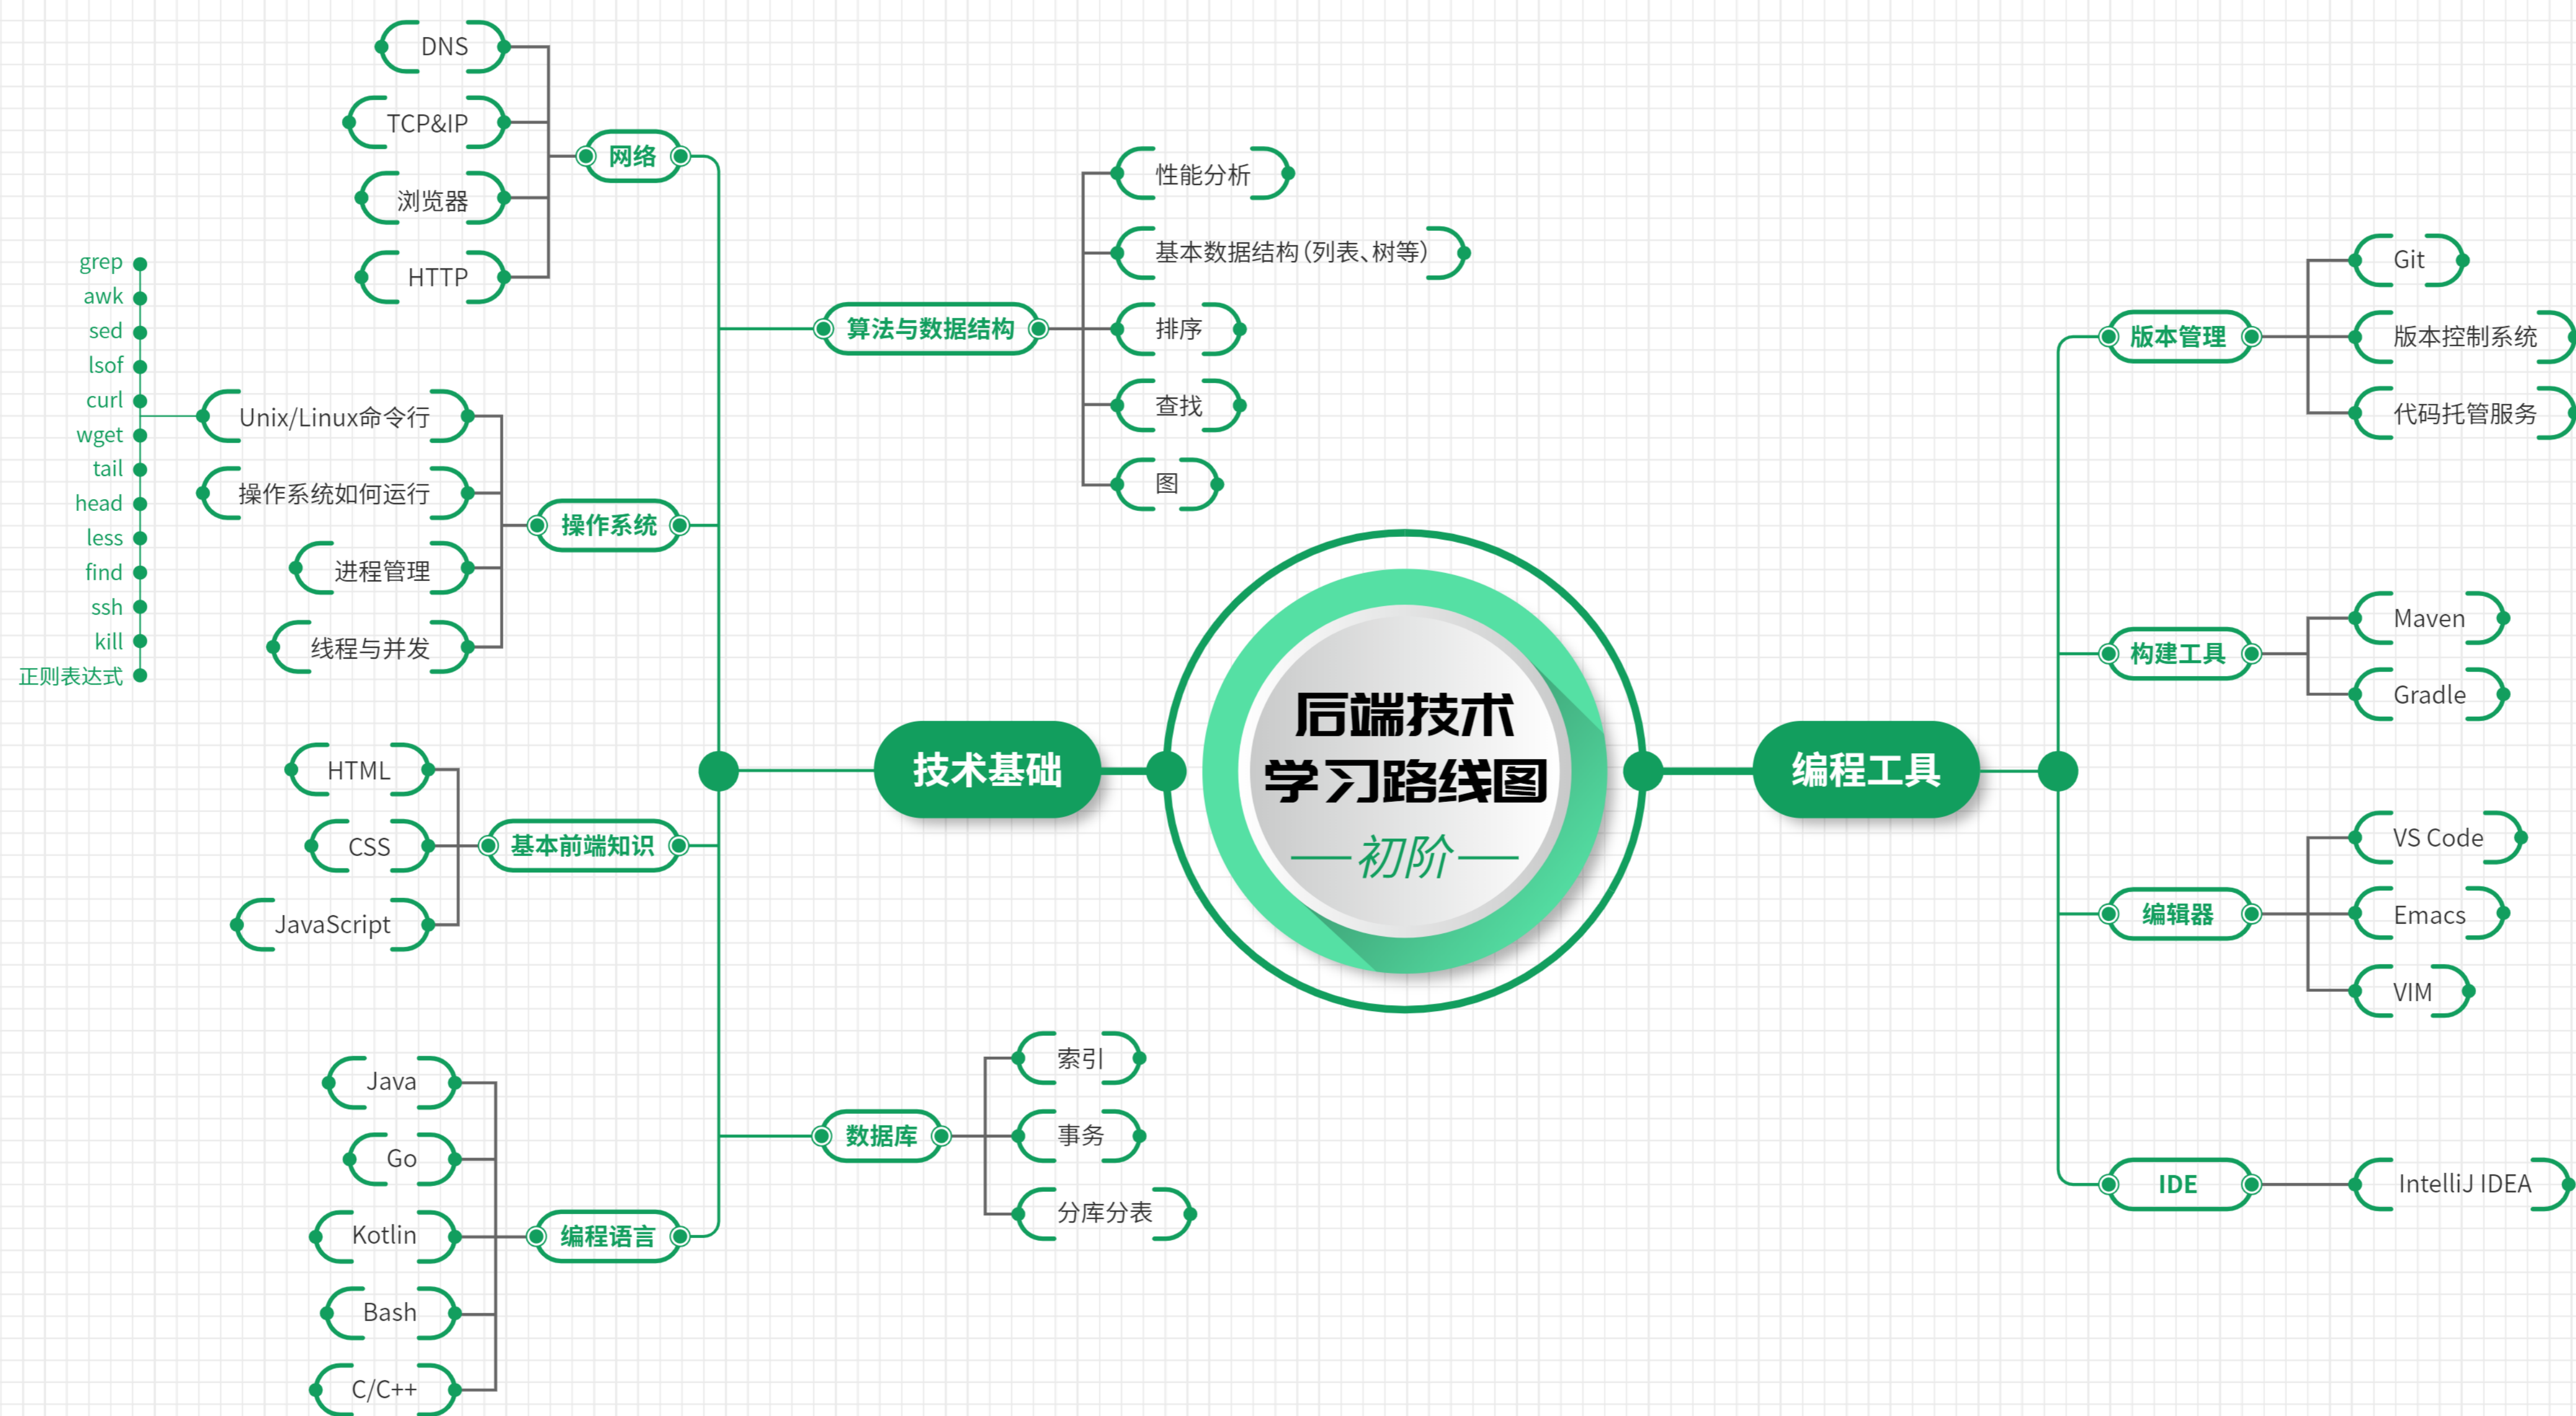 后端技术
学习路线图
初阶
技术基础
网络
DNS
TCP&IP
浏览器
HTTP
算法与数据结构
性能分析
基本数据结构（列表、树等）
排序
查找
图
操作系统
Unix/Linux命令行
grep
awk
sed
lsof
curl
wget
tail
head
less
find
ssh
kill
正则表达式
操作系统如何运行
进程管理
线程与并发
基本前端知识
HTML
CSS
JavaScript
数据库
索引
事务
分库分表
编程语言
Java
Go
Kotlin
Bash
C/C++
编程工具
版本管理
Git
版本控制系统
代码托管服务
构建工具
Maven
Gradle
编辑器
VS Code
Emacs
VIM
IDE
IntelliJ IDEA